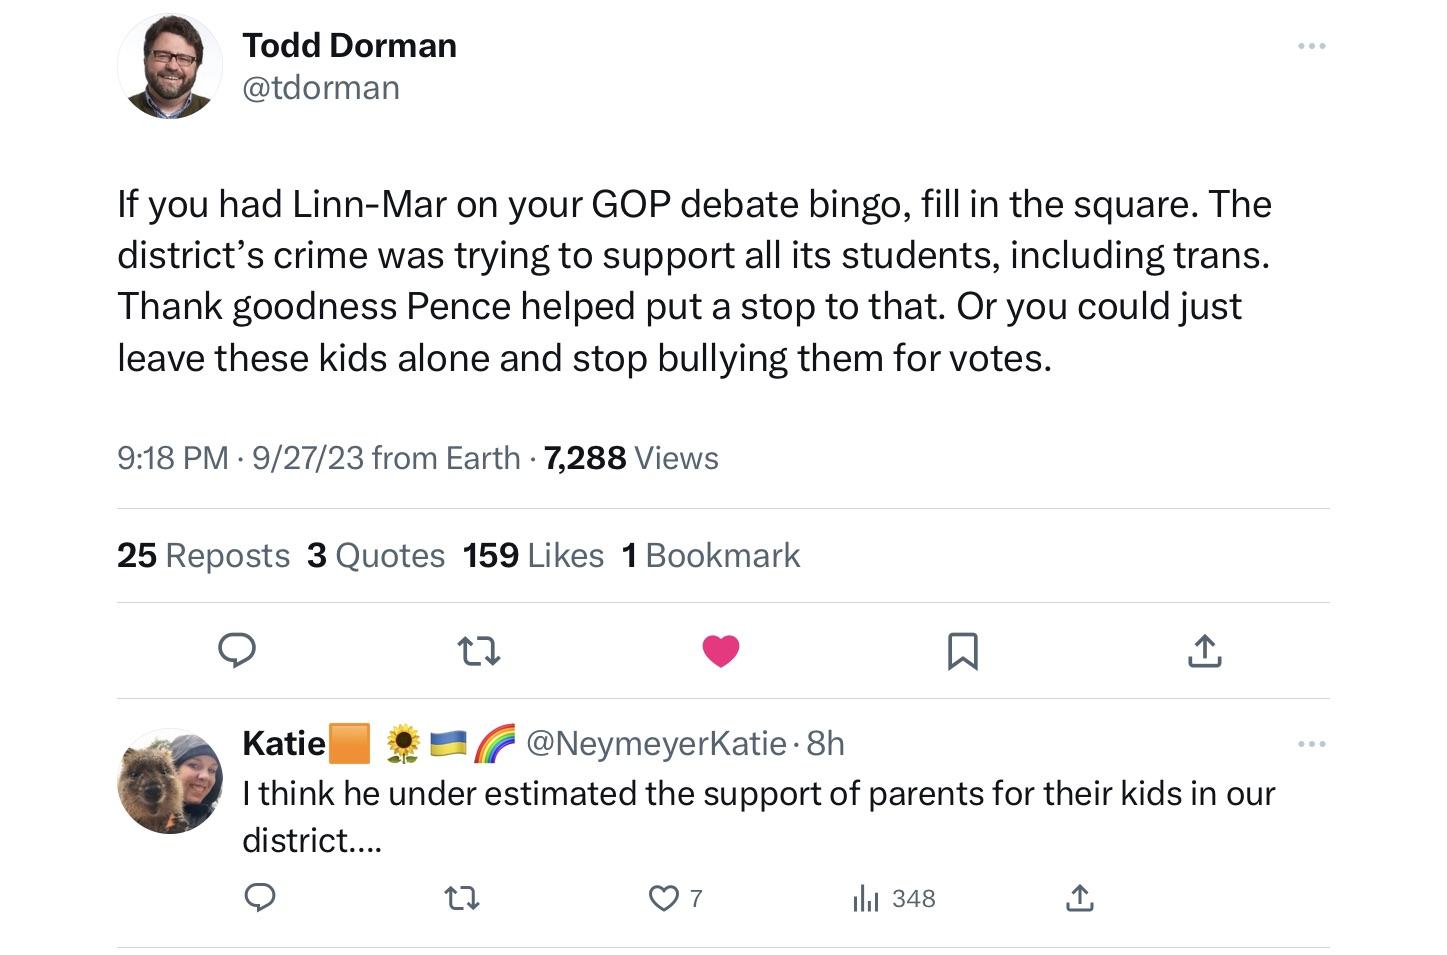 Todd Dorman
@tdorman
If you had Linn-Mar on your GOP debate bingo, fill in the square. The
district’s crime was trying to support all its students, including trans.
Thank goodness Pence helped put a stop to that. Or you could just
leave these kids alone and stop bullying them for votes.
9:18 PM · 9/27/23 from Earth · 7,288 Views
25 Reposts 3 Quotes 159 Likes 1 Bookmark
Katie🟧 🌻🇺🇦🌈 @NeymeyerKatie · 8h
I think he under estimated the support of parents for their kids in our
district....
7 348